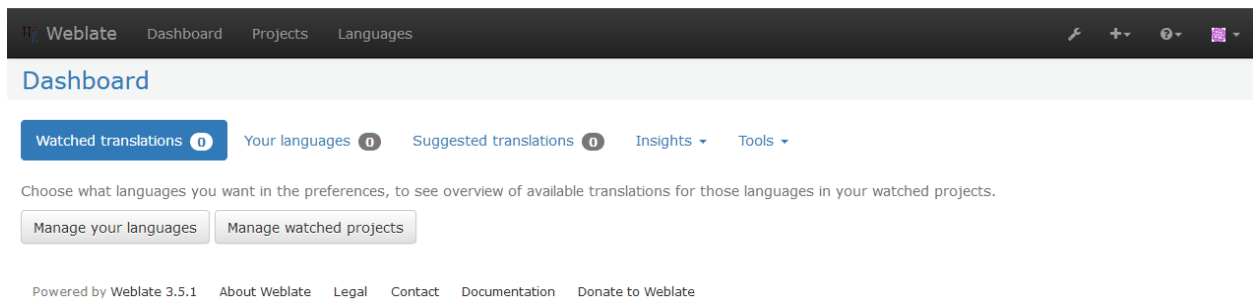 Weblate Dashboard Projects Languages
Dashboard
Watched translations 0 Your languages 0 Suggested translations 0 Insights Tools
Choose what languages you want in the preferences, to see overview of available translations for those languages in your watched projects.
Manage your languages Manage watched projects
Powered by Weblate 3.5.1 About Weblate Legal Contact Documentation Donate to Weblate